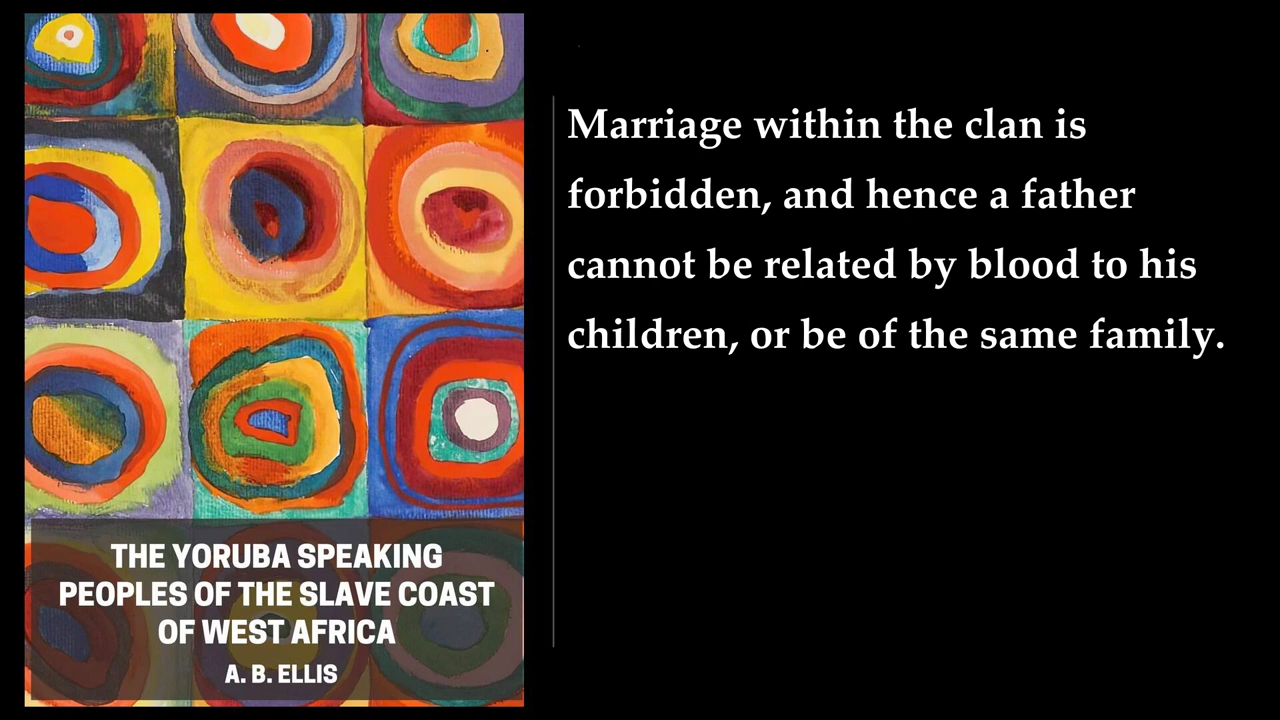 THE YORUBA SPEAKING
PEOPLES OF THE SLAVE COAST
OF WEST AFRICA
A. B. ELLIS
Marriage within the clan is
forbidden, and hence a father
cannot be related by blood to his
children, or be of the same family.